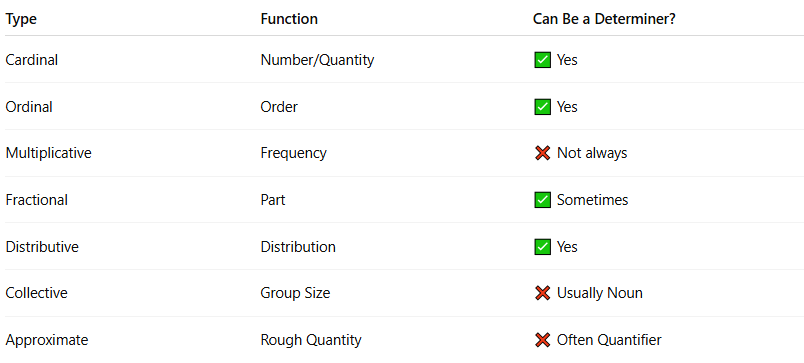 Type Function Can Be a Determiner?
Cardinal Number/Quantity ✅ Yes
Ordinal Order ✅ Yes
Multiplicative Frequency ❌ Not always
Fractional Part ✅ Sometimes
Distributive Distribution ✅ Yes
Collective Group Size ❌ Usually Noun
Approximate Rough Quantity ❌ Often Quantifier